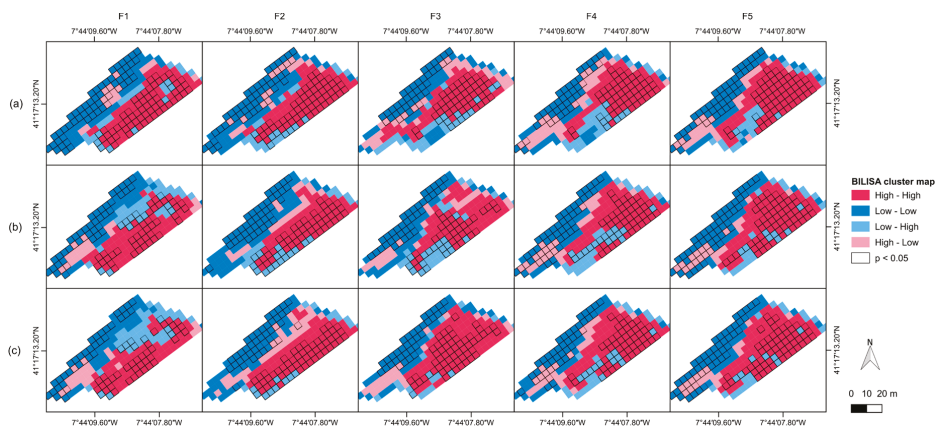 F1 F2 F3 F4 F5
7°44'09.60"W 7°44'07.80"W 7°44'09.60"W 7°44'07.80"W 7°44'09.60"W 7°44'07.80"W 7°44'09.60"W 7°44'07.80"W 7°44'09.60"W 7°44'07.80"W
(a)
41°17'13.20"N 41°17'13.20"N
(b)
41°17'13.20"N 41°17'13.20"N
(c)
41°17'13.20"N 41°17'13.20"N
7°44'09.60"W 7°44'07.80"W 7°44'09.60"W 7°44'07.80"W 7°44'09.60"W 7°44'07.80"W 7°44'09.60"W 7°44'07.80"W 7°44'09.60"W 7°44'07.80"W
BILISA cluster map
High - High
Low - Low
Low - High
High - Low
p < 0.05
N
0 10 20 m